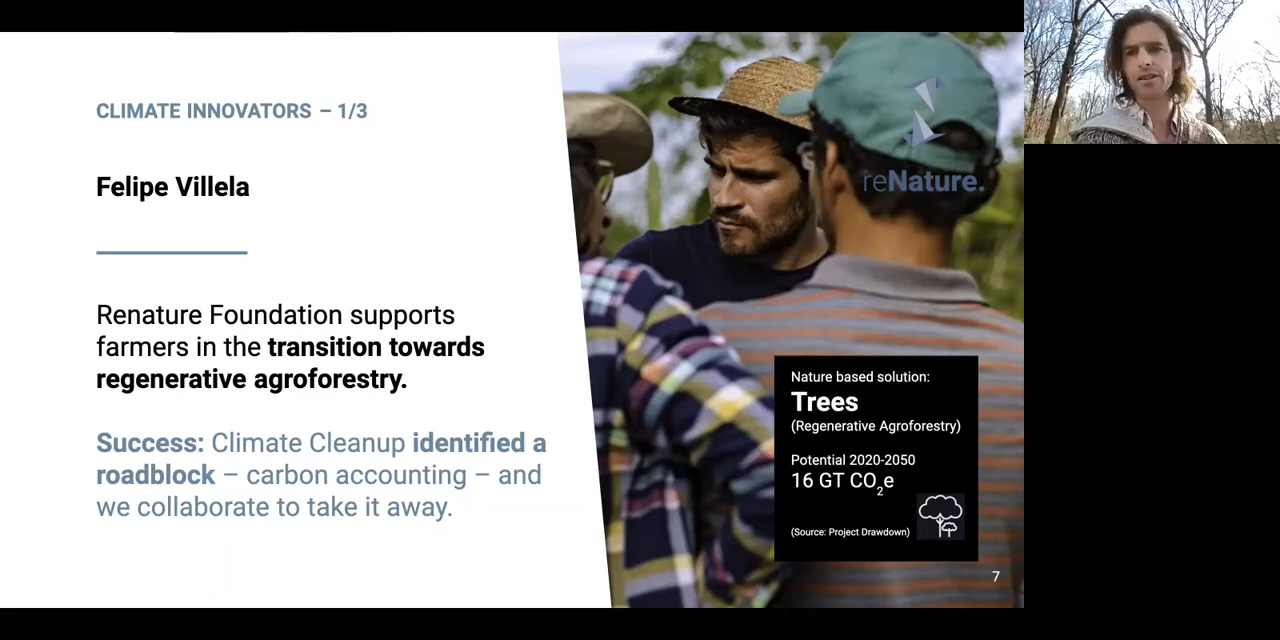 CLIMATE INNOVATORS – 1/3
Felipe Villela
Renature Foundation supports
farmers in the transition towards
regenerative agroforestry.
Success: Climate Cleanup identified a
roadblock – carbon accounting – and
we collaborate to take it away.
reNature.
Nature based solution:
Trees
(Regenerative Agroforestry)
Potential 2020-2050
16 GT CO2e
(Source: Project Drawdown)
7